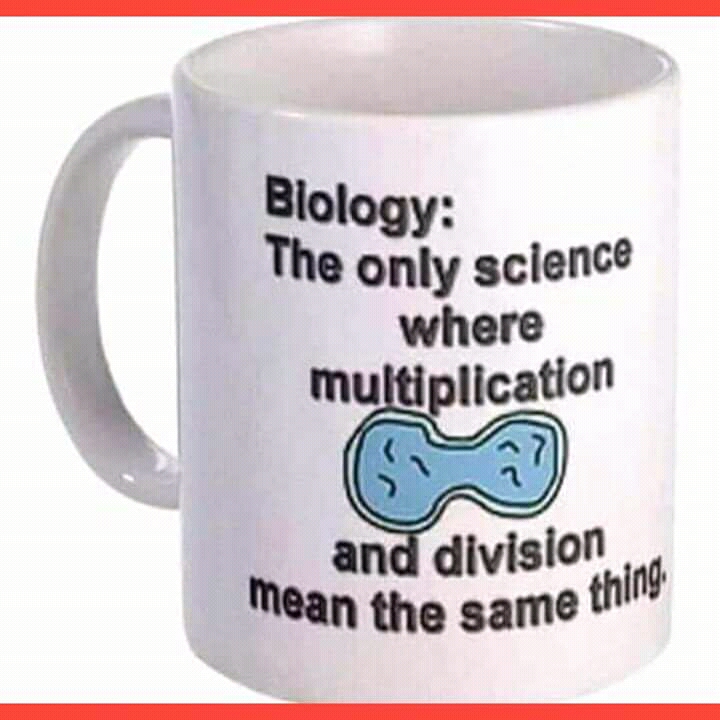 Biology:
The only science
where
multiplication
and division
mean the same thing.